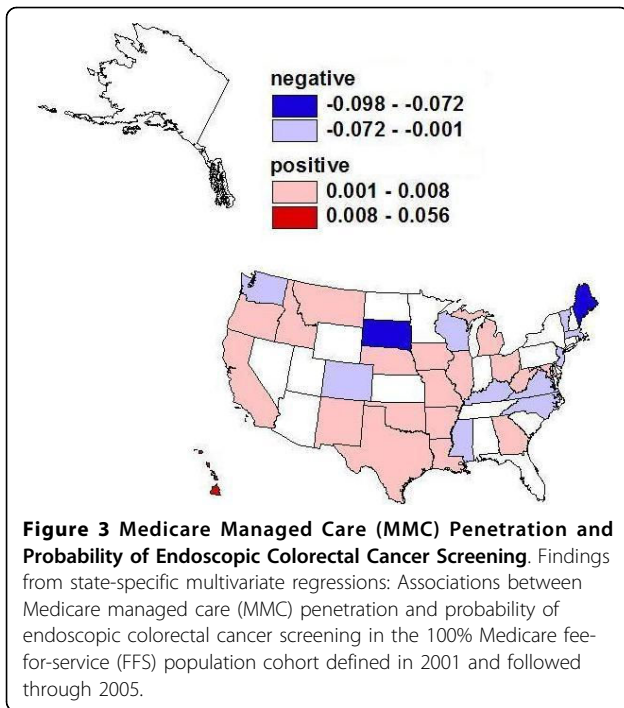 negative
-0.098 - -0.072
-0.072 - -0.001
positive
0.001 - 0.008
0.008 - 0.056
Figure 3 Medicare Managed Care (MMC) Penetration and
Probability of Endoscopic Colorectal Cancer Screening. Findings
from state-specific multivariate regressions: Associations between
Medicare managed care (MMC) penetration and probability of
endoscopic colorectal cancer screening in the 100% Medicare fee-
for-service (FFS) population cohort defined in 2001 and followed
through 2005.